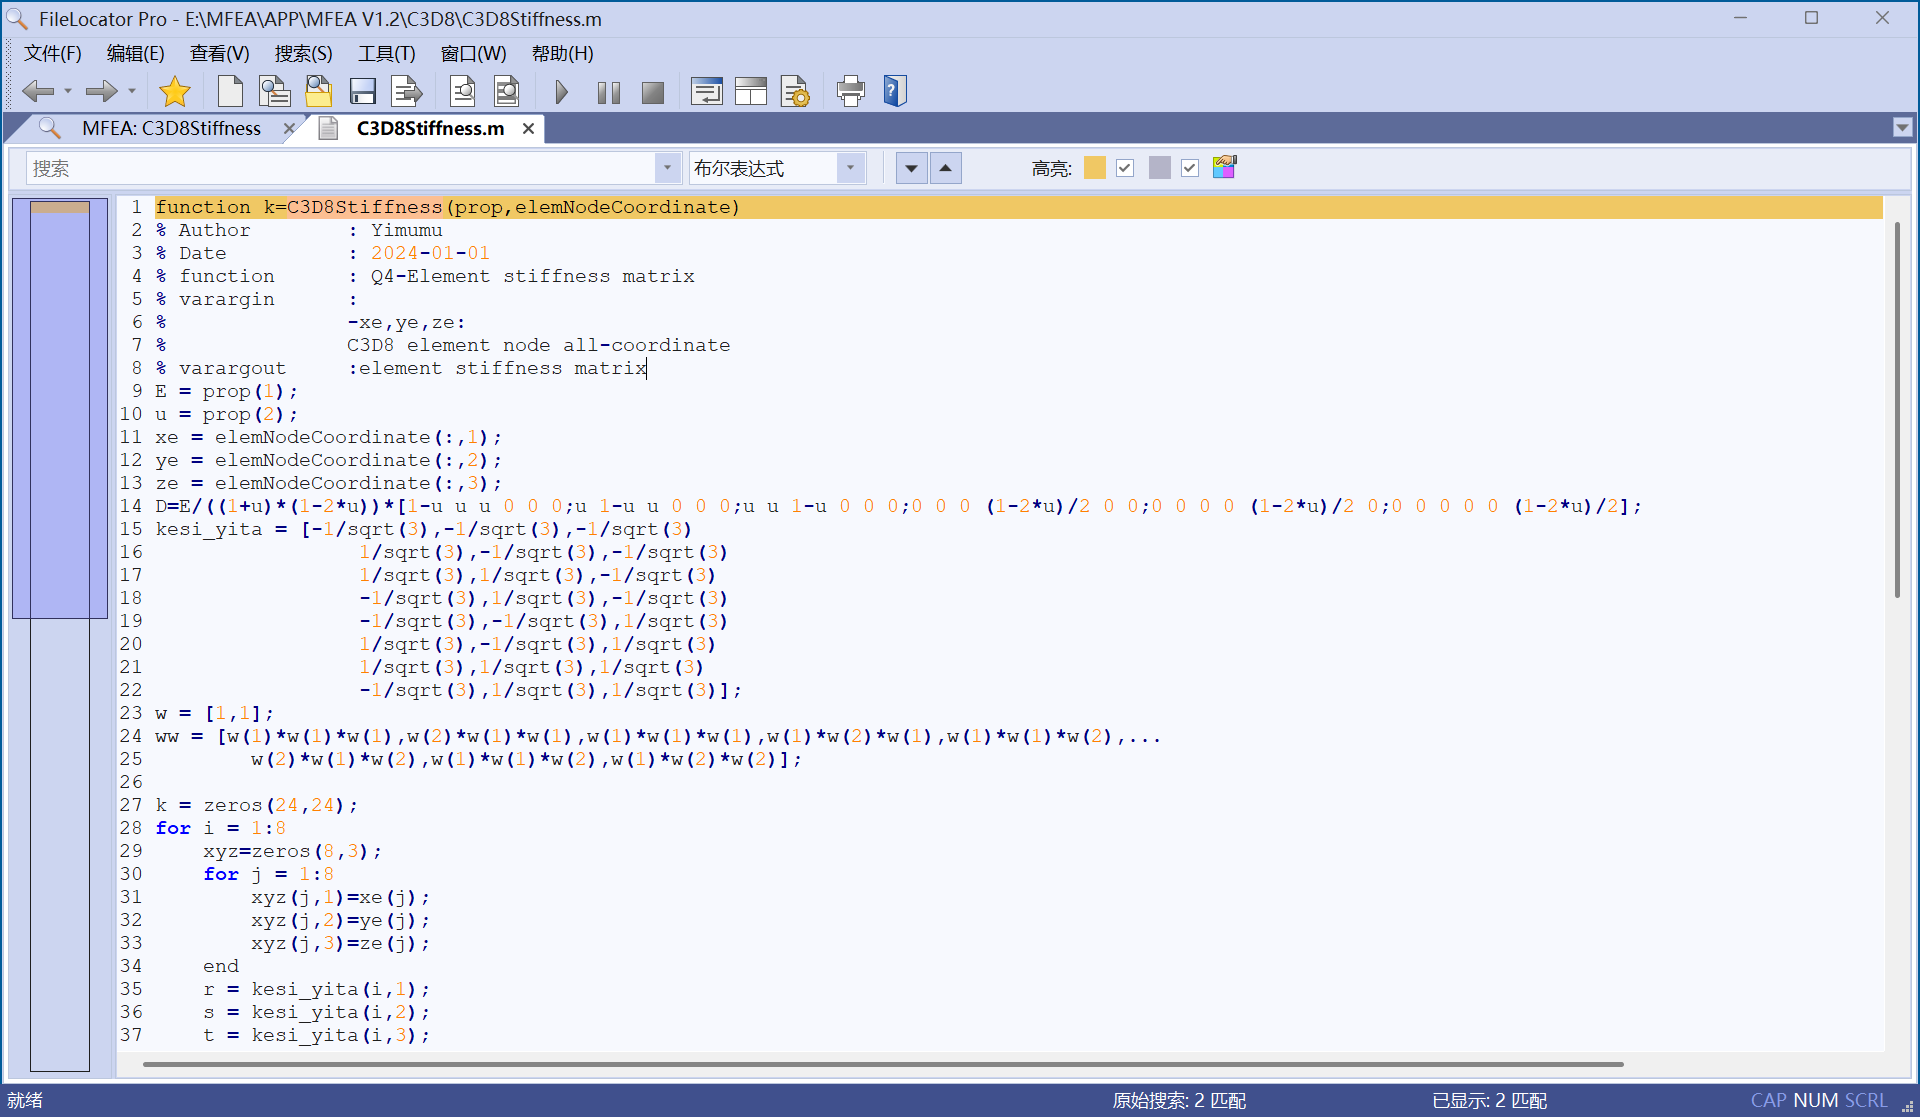 FileLocator Pro - E:\MFEA\APP\MFEA V1.2\C3D8\C3D8Stiffness.m
文件(F) 编辑(E) 查看(V) 搜索(S) 工具(T) 窗口(W) 帮助(H)
MFEA: C3D8Stiffness C3D8Stiffness.m
搜索 布尔表达式 高亮:
1 function k=C3D8Stiffness(prop,elemNodeCoordinate)
2 % Author : Yimumu
3 % Date : 2024-01-01
4 % function : Q4-Element stiffness matrix
5 % varargin :
6 % -xe,ye,ze:
7 % C3D8 element node all-coordinate
8 % varargout :element stiffness matrix
9 E = prop(1);
10 u = prop(2);
11 xe = elemNodeCoordinate(:,1);
12 ye = elemNodeCoordinate(:,2);
13 ze = elemNodeCoordinate(:,3);
14 D=E/((1+u)*(1-2*u))*[1-u u u 0 0 0;u 1-u u 0 0 0;u u 1-u 0 0 0;0 0 0 (1-2*u)/2 0 0;0 0 0 0 (1-2*u)/2 0;0 0 0 0 0 (1-2*u)/2];
15 kesi_yita = [-1/sqrt(3),-1/sqrt(3),-1/sqrt(3)
16 1/sqrt(3),-1/sqrt(3),-1/sqrt(3)
17 1/sqrt(3),1/sqrt(3),-1/sqrt(3)
18 -1/sqrt(3),1/sqrt(3),-1/sqrt(3)
19 -1/sqrt(3),-1/sqrt(3),1/sqrt(3)
20 1/sqrt(3),-1/sqrt(3),1/sqrt(3)
21 1/sqrt(3),1/sqrt(3),1/sqrt(3)
22 -1/sqrt(3),1/sqrt(3),1/sqrt(3)];
23 w = [1,1];
24 ww = [w(1)*w(1)*w(1),w(2)*w(1)*w(1),w(1)*w(1)*w(1),w(1)*w(2)*w(1),w(1)*w(1)*w(2),...
25 w(2)*w(1)*w(2),w(1)*w(1)*w(2),w(1)*w(2)*w(2)];
26
27 k = zeros(24,24);
28 for i = 1:8
29 xyz=zeros(8,3);
30 for j = 1:8
31 xyz(j,1)=xe(j);
32 xyz(j,2)=ye(j);
33 xyz(j,3)=ze(j);
34 end
35 r = kesi_yita(i,1);
36 s = kesi_yita(i,2);
37 t = kesi_yita(i,3);
就绪 原始搜索: 2 匹配 已显示: 2 匹配 CAP NUM SCRL